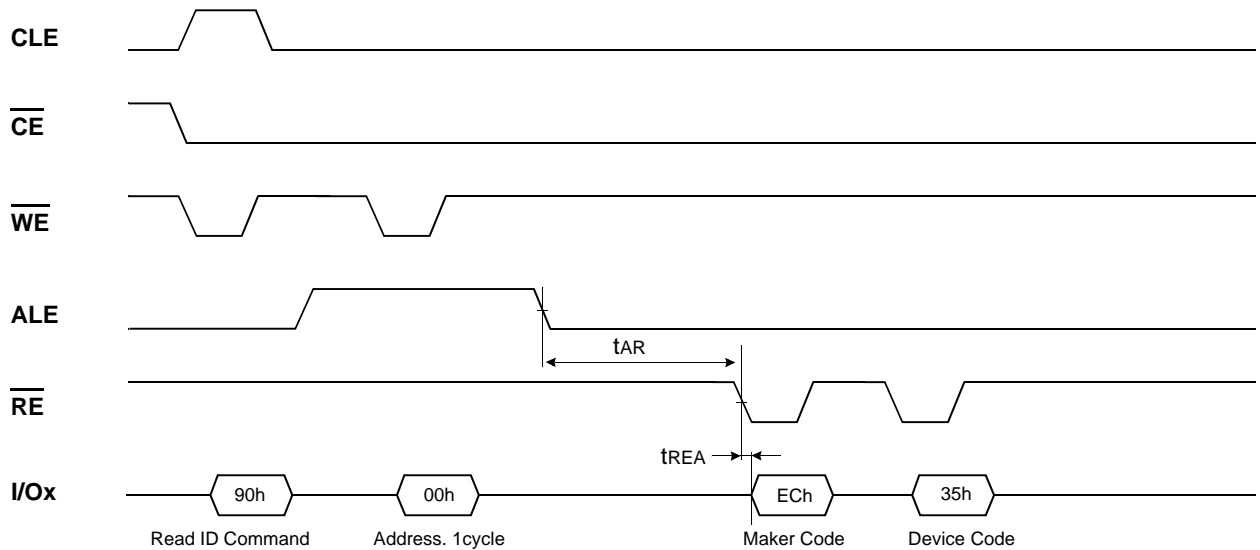 CLE
CE
WE
ALE
tAR
RE
tREA
I/Ox
90h 00h ECh 35h
Read ID Command Address. 1cycle Maker Code Device Code